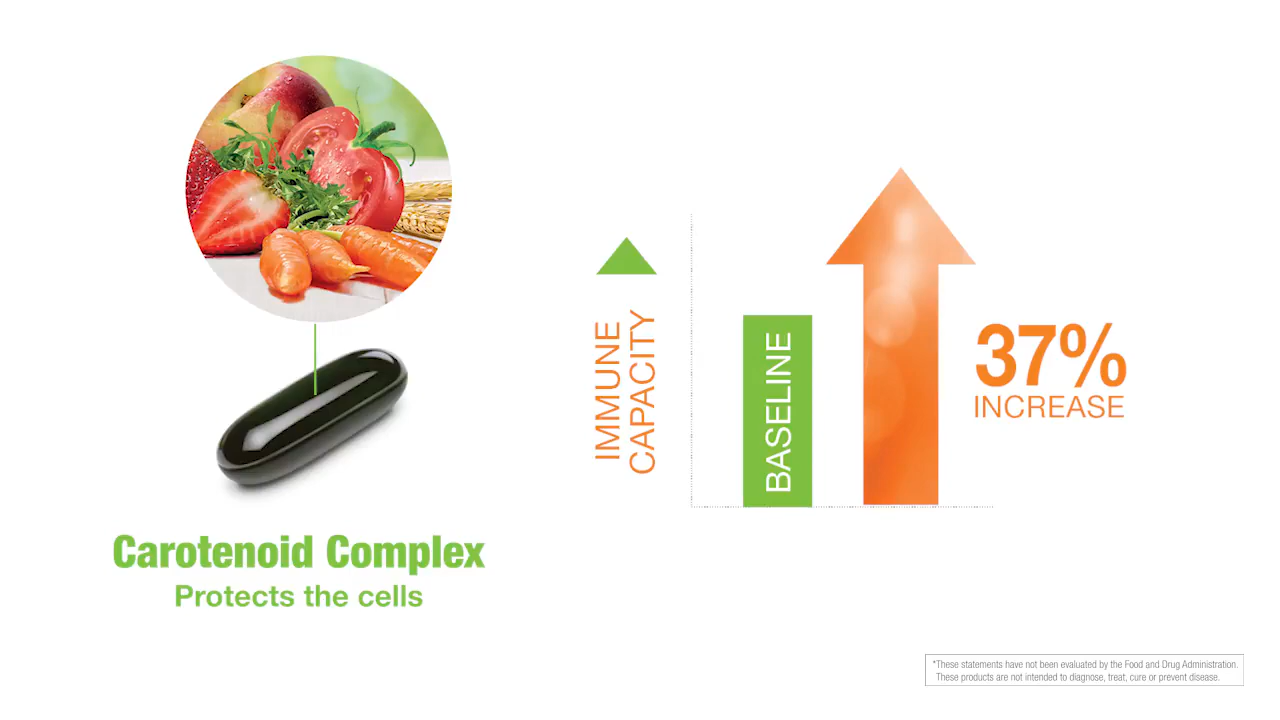 Carotenoid Complex
Protects the cells
IMMUNE
CAPACITY
BASELINE
37%
INCREASE
*These statements have not been evaluated by the Food and Drug Administration.
These products are not intended to diagnose, treat, cure or prevent disease.